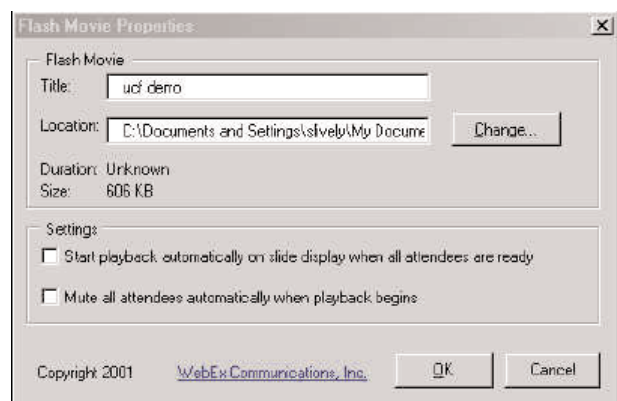 Flash Movie Properties
Flash Movie
Title: ucf demo
Location: C:\Documents and Settings\slively\My Docume Change...
Duration: Unknown
Size: 606 KB
Settings
Start playback automatically on slide display when all attendees are ready
Mute all attendees automatically when playback begins
Copyright 2001 WebEx Communications, Inc. OK Cancel